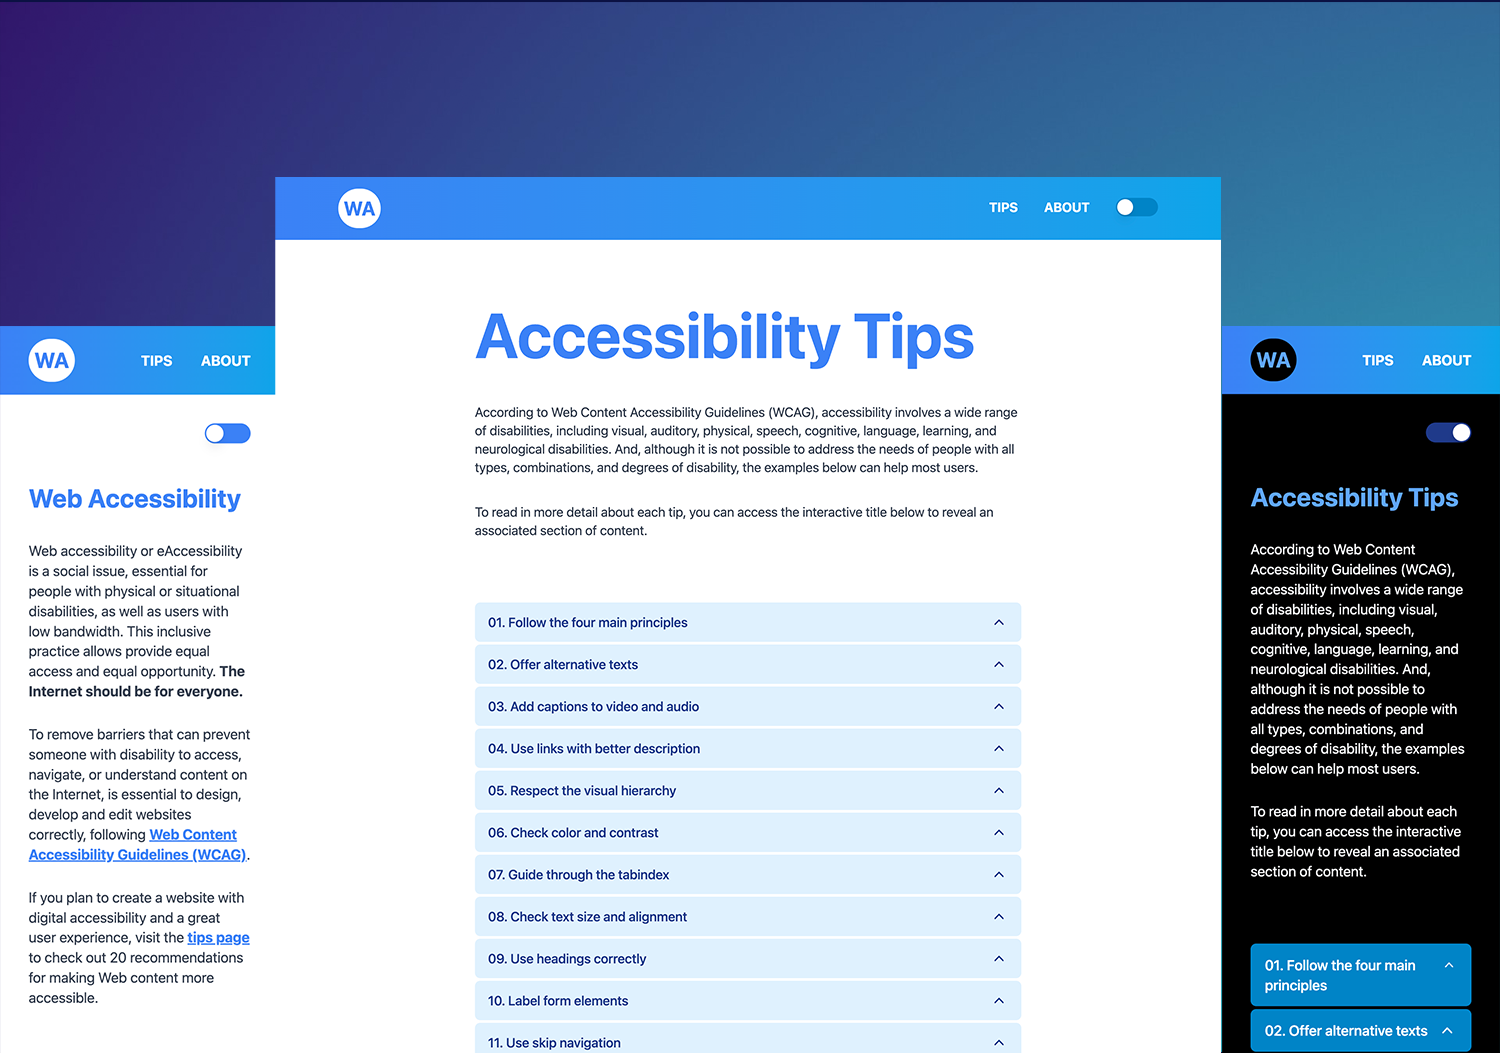 WA
TIPS ABOUT
Accessibility Tips
According to Web Content Accessibility Guidelines (WCAG), accessibility involves a wide range
of disabilities, including visual, auditory, physical, speech, cognitive, language, learning, and
neurological disabilities. And, although it is not possible to address the needs of people with all
types, combinations, and degrees of disability, the examples below can help most users.
To read in more detail about each tip, you can access the interactive title below to reveal an
associated section of content.
01. Follow the four main principles
02. Offer alternative texts
03. Add captions to video and audio
04. Use links with better description
05. Respect the visual hierarchy
06. Check color and contrast
07. Guide through the tabindex
08. Check text size and alignment
09. Use headings correctly
10. Label form elements
11. Use skip navigation
WA
TIPS ABOUT
Web Accessibility
Web accessibility or eAccessibility
is a social issue, essential for
people with physical or situational
disabilities, as well as users with
low bandwidth. This inclusive
practice allows provide equal
access and equal opportunity. The
Internet should be for everyone.
To remove barriers that can prevent
someone with disability to access,
navigate, or understand content on
the Internet, is essential to design,
develop and edit websites
correctly, following Web Content
Accessibility Guidelines (WCAG).
If you plan to create a website with
digital accessibility and a great
user experience, visit the tips page
to check out 20 recommendations
for making Web content more
accessible.
WA
TIPS ABOUT
Accessibility Tips
According to Web Content
Accessibility Guidelines (WCAG),
accessibility involves a wide range
of disabilities, including visual,
auditory, physical, speech,
cognitive, language, learning, and
neurological disabilities. And,
although it is not possible to
address the needs of people with
all types, combinations, and
degrees of disability, the examples
below can help most users.
To read in more detail about each
tip, you can access the interactive
title below to reveal an associated
section of content.
01. Follow the four main
principles
02. Offer alternative texts